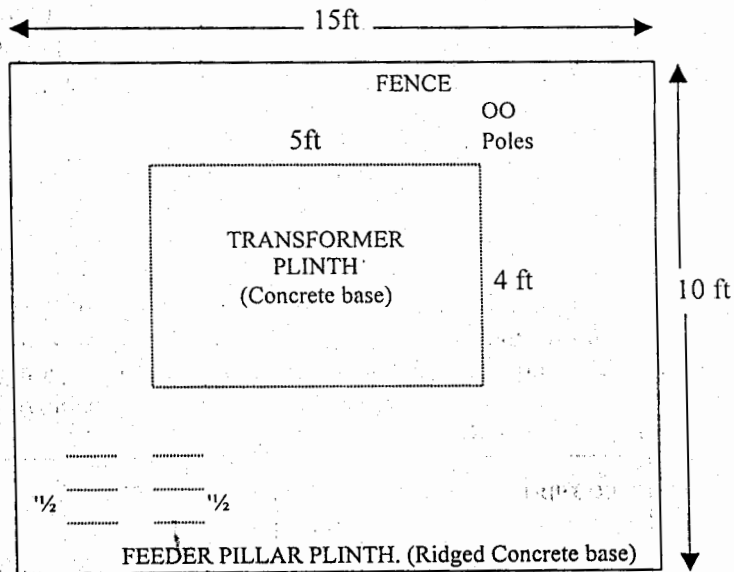 15ft
FENCE
OO
Poles
5ft
TRANSFORMER
PLINTH
(Concrete base)
4 ft
10 ft
"½ "½
FEEDER PILLAR PLINTH. (Ridged Concrete base)